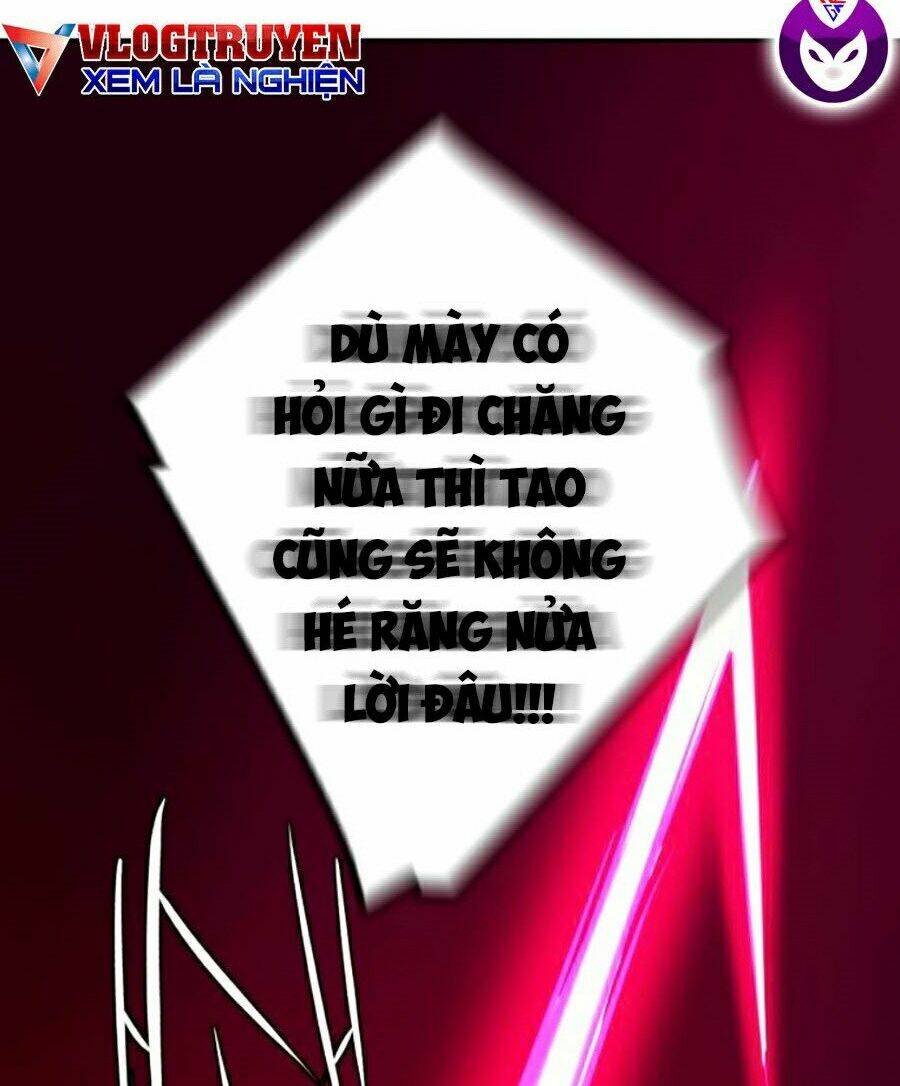 VLOGTRUYEN
XEM LÀ NGHIỆN
DÙ MÀY CÓ
HỎI GÌ ĐI CHĂNG
NỮA THÌ TAO
CŨNG SẼ KHÔNG
HÉ RĂNG NỬA
LỜI ĐÂU!!!